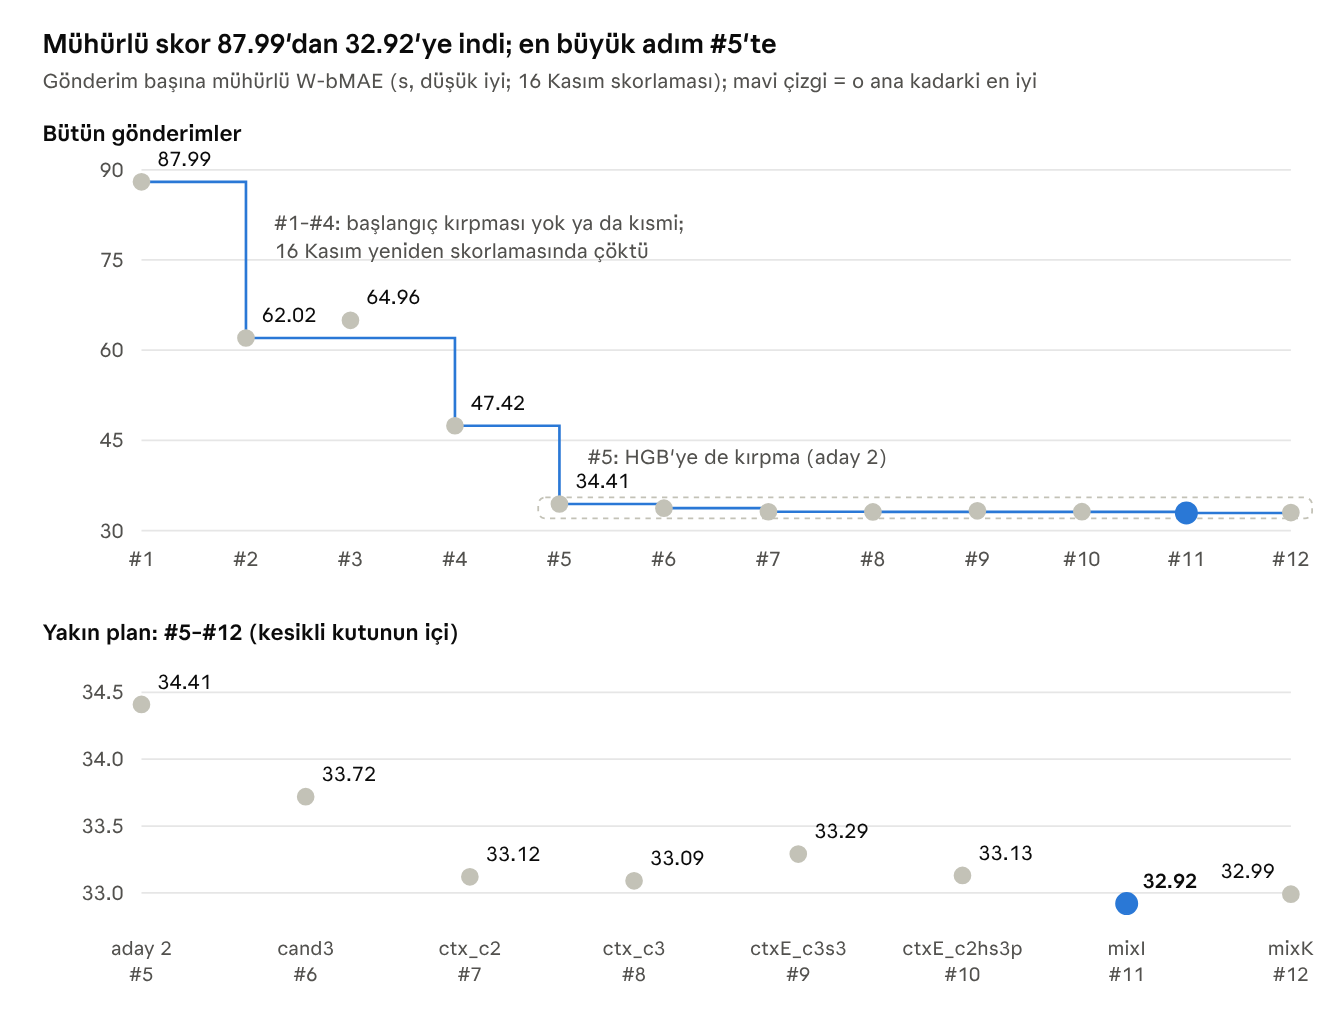 Mühürlü skor 87.99'dan 32.92'ye indi; en büyük adım #5'te
Gönderim başına mühürlü W-bMAE (s, düşük iyi; 16 Kasım skorlaması); mavi çizgi = o ana kadarki en iyi
Bütün gönderimler
87.99
90
#1–#4: başlangıç kırpması yok ya da kısmi;
16 Kasım yeniden skorlamasında çöktü
75
64.96
62.02
60
47.42
45
#5: HGB'ye de kırpma (aday 2)
34.41
30
#1 #2 #3 #4 #5 #6 #7 #8 #9 #10 #11 #12
Yakın plan: #5–#12 (kesikli kutunun içi)
34.41
34.5
34.0
33.72
33.5
33.29
33.12 33.09 33.13
32.92 32.99
33.0
aday 2 cand3 ctx_c2 ctx_c3 ctxE_c3s3 ctxE_c2hs3p mixI mixK
#5 #6 #7 #8 #9 #10 #11 #12